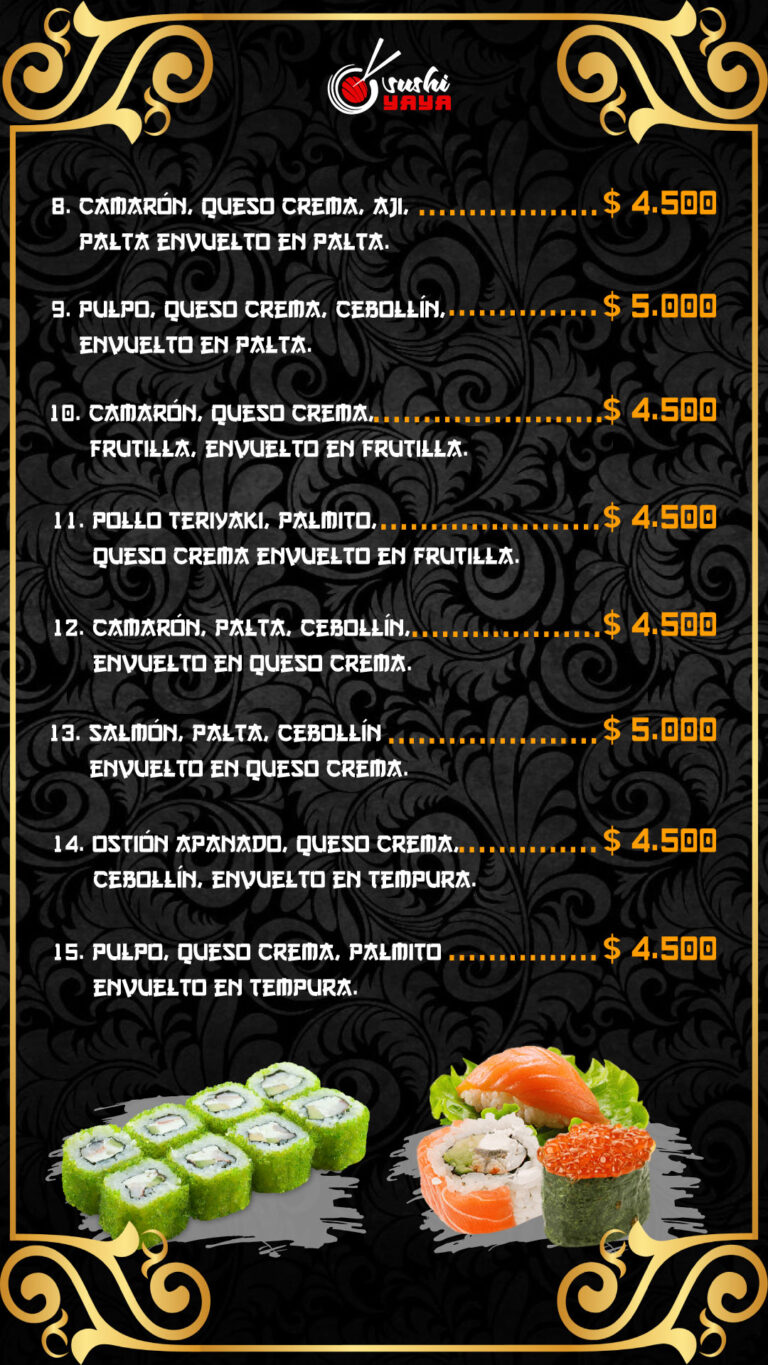 sushi
YAYA
8. CAMARÓN, QUESO CREMA, AJI, .................. $ 4.500
PALTA ENVUELTO EN PALTA.
9. PULPO, QUESO CREMA, CEBOLLÍN,............... $ 5.000
ENVUELTO EN PALTA.
10. CAMARÓN, QUESO CREMA,.......................$ 4.500
FRUTILLA, ENVUELTO EN FRUTILLA.
11. POLLO TERIYAKI, PALMITO,......................$ 4.500
QUESO CREMA ENVUELTO EN FRUTILLA.
12. CAMARÓN, PALTA, CEBOLLÍN,...................$ 4.500
ENVUELTO EN QUESO CREMA.
13. SALMÓN, PALTA, CEBOLLÍN ..................... $ 5.000
ENVUELTO EN QUESO CREMA.
14. OSTIÓN APANADO, QUESO CREMA,.............. $ 4.500
CEBOLLÍN, ENVUELTO EN TEMPURA.
15. PULPO, QUESO CREMA, PALMITO ............... $ 4.500
ENVUELTO EN TEMPURA.